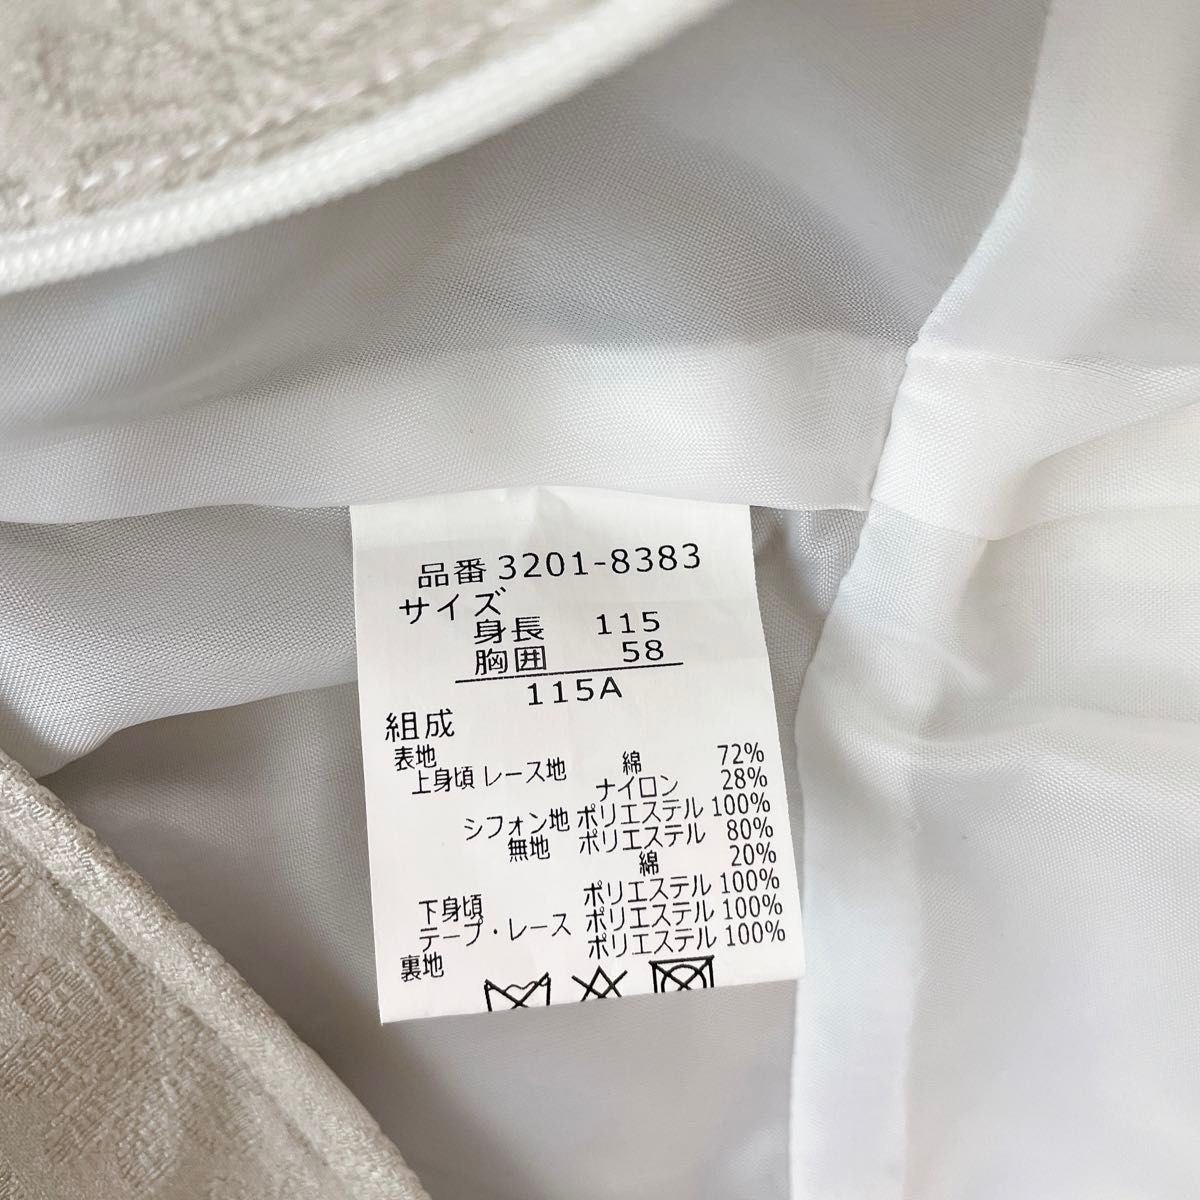 品番 3201-8383
サイズ
身長 115
胸囲 58
115A
組成
表地
上身頃 レース地 綿 72%
ナイロン 28%
シフォン地 ポリエステル 100%
無地 ポリエステル 80%
綿 20%
下身頃 ポリエステル 100%
テープ・レース ポリエステル 100%
裏地 ポリエステル 100%